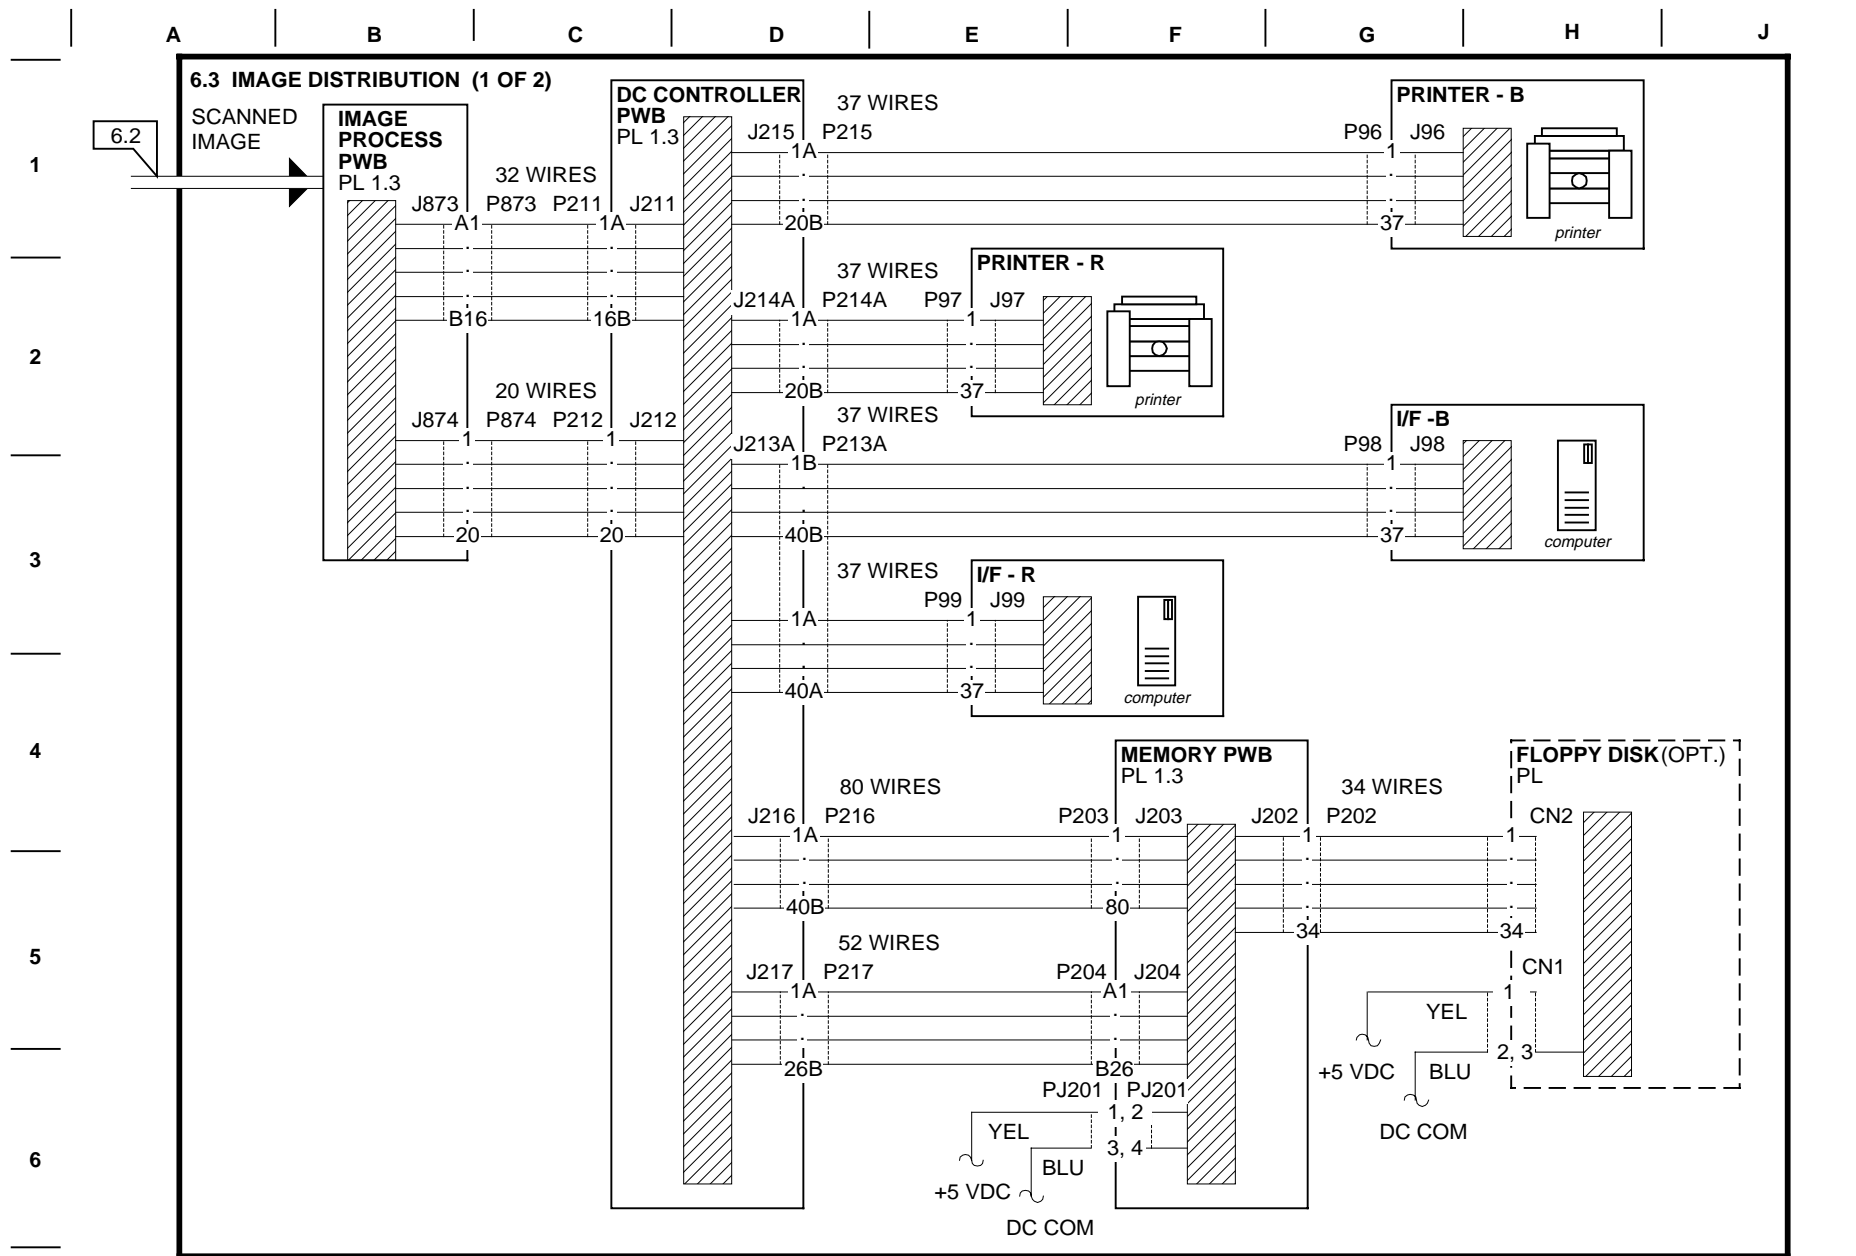 A B C D E F G H J
6.3 IMAGE DISTRIBUTION (1 OF 2)
SCANNED
IMAGE
6.2
1
2
3
4
5
6
IMAGE
PROCESS
PWB
PL 1.3
32 WIRES
J873 P873 P211 J211
A1 1A
B16 16B
20 WIRES
J874 P874 P212 J212
1 1
20 20
DC CONTROLLER
PWB
PL 1.3
37 WIRES
J215 P215 P96 J96
1A 1
20B 37
PRINTER - B
printer
37 WIRES
J214A P214A P97 J97
1A 1
20B 37
PRINTER - R
printer
37 WIRES
J213A P213A P98 J98
1B 1
40B 37
I/F -B
computer
37 WIRES
I/F - R
P99 J99
1A 1
40A 37
computer
MEMORY PWB
PL 1.3
80 WIRES
J216 P216 P203 J203
1A 1
40B 80
52 WIRES
J217 P217 P204 J204
1A A1
26B B26
PJ201 PJ201
1, 2
YEL
3, 4
BLU
+5 VDC
DC COM
34 WIRES
J202 P202
1 1
34 34
FLOPPY DISK (OPT.)
PL
CN2
CN1
1
YEL
2, 3
+5 VDC
BLU
DC COM